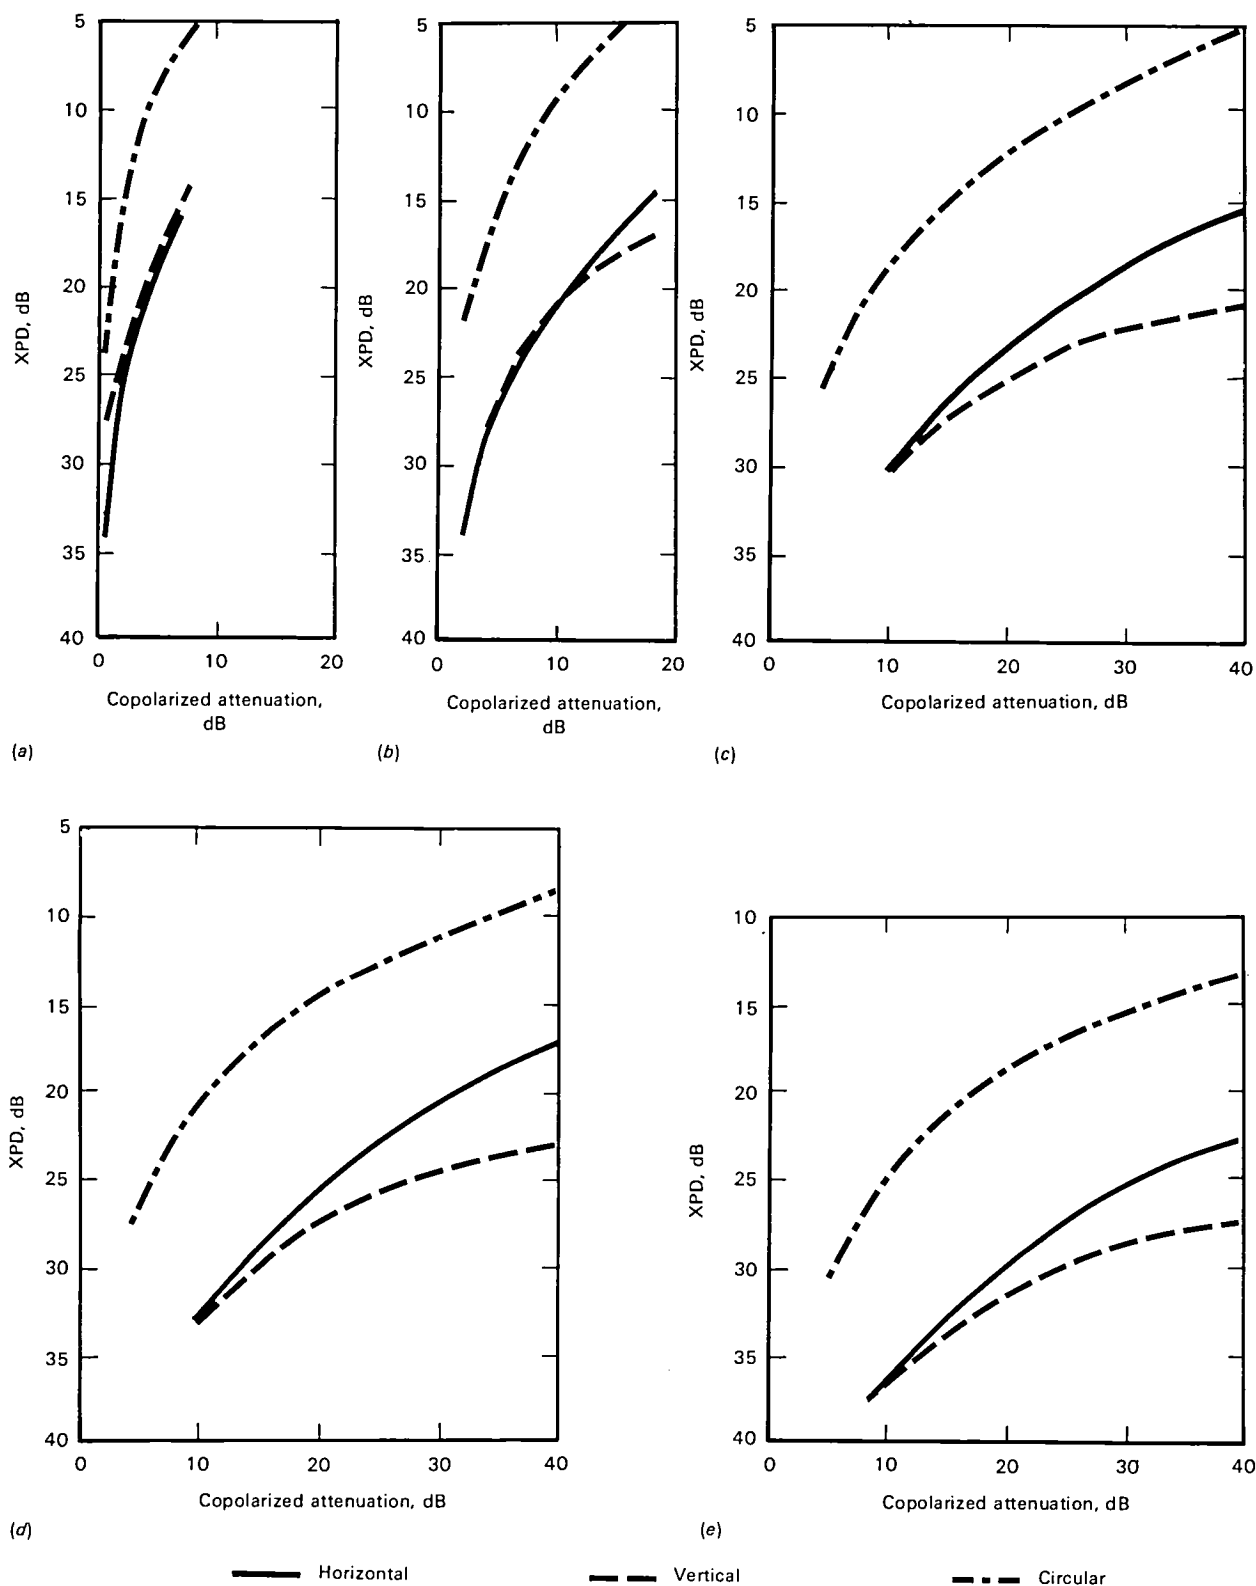 5
10
15
20
25
30
35
40
XPD, dB
0 10 20
Copolarized attenuation,
dB
(a)
5
10
15
20
25
30
35
40
XPD, dB
0 10 20
Copolarized attenuation,
dB
(b)
5
10
15
20
25
30
35
40
XPD, dB
0 10 20 30 40
Copolarized attenuation, dB
(c)
5
10
15
20
25
30
35
40
XPD, dB
0 10 20 30 40
Copolarized attenuation, dB
(d)
10
15
20
25
30
35
40
XPD, dB
0 10 20 30 40
Copolarized attenuation, dB
(e)
Horizontal Vertical Circular